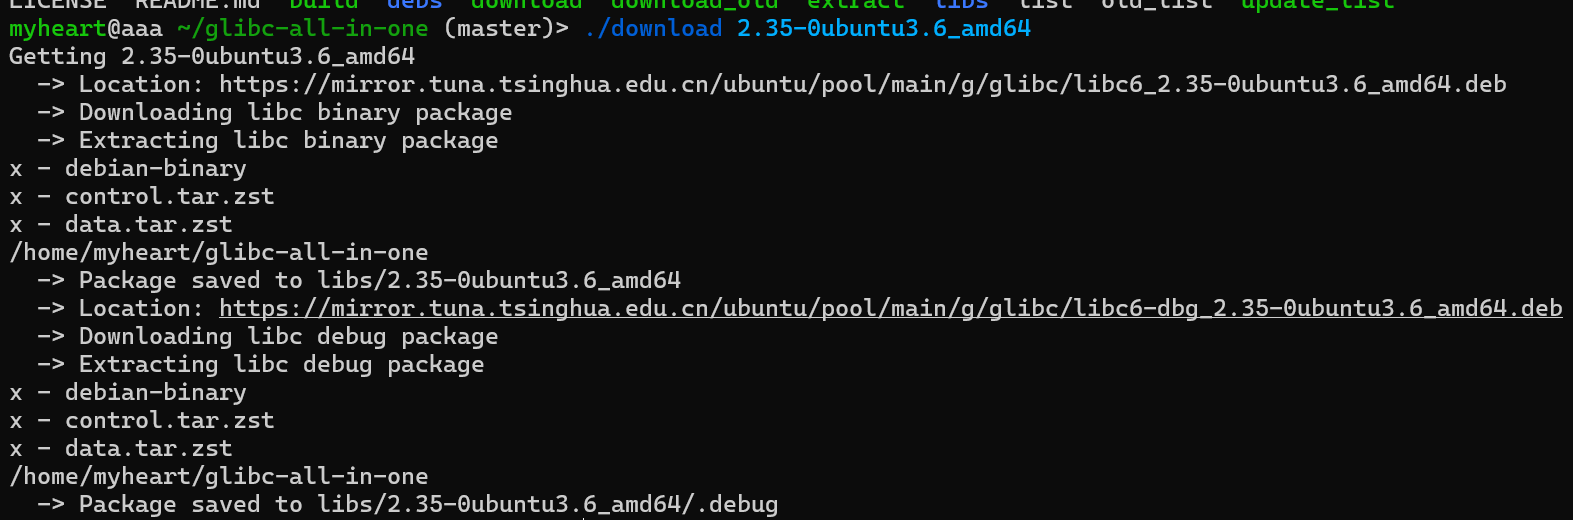 LICENSE README.md build debs download download_old extract libs list old_list update_list
myheart@aaa ~/glibc-all-in-one (master)> ./download 2.35-0ubuntu3.6_amd64
Getting 2.35-0ubuntu3.6_amd64
  -> Location: https://mirror.tuna.tsinghua.edu.cn/ubuntu/pool/main/g/glibc/libc6_2.35-0ubuntu3.6_amd64.deb
  -> Downloading libc binary package
  -> Extracting libc binary package
x - debian-binary
x - control.tar.zst
x - data.tar.zst
/home/myheart/glibc-all-in-one
  -> Package saved to libs/2.35-0ubuntu3.6_amd64
  -> Location: https://mirror.tuna.tsinghua.edu.cn/ubuntu/pool/main/g/glibc/libc6-dbg_2.35-0ubuntu3.6_amd64.deb
  -> Downloading libc debug package
  -> Extracting libc debug package
x - debian-binary
x - control.tar.zst
x - data.tar.zst
/home/myheart/glibc-all-in-one
  -> Package saved to libs/2.35-0ubuntu3.6_amd64/.debug